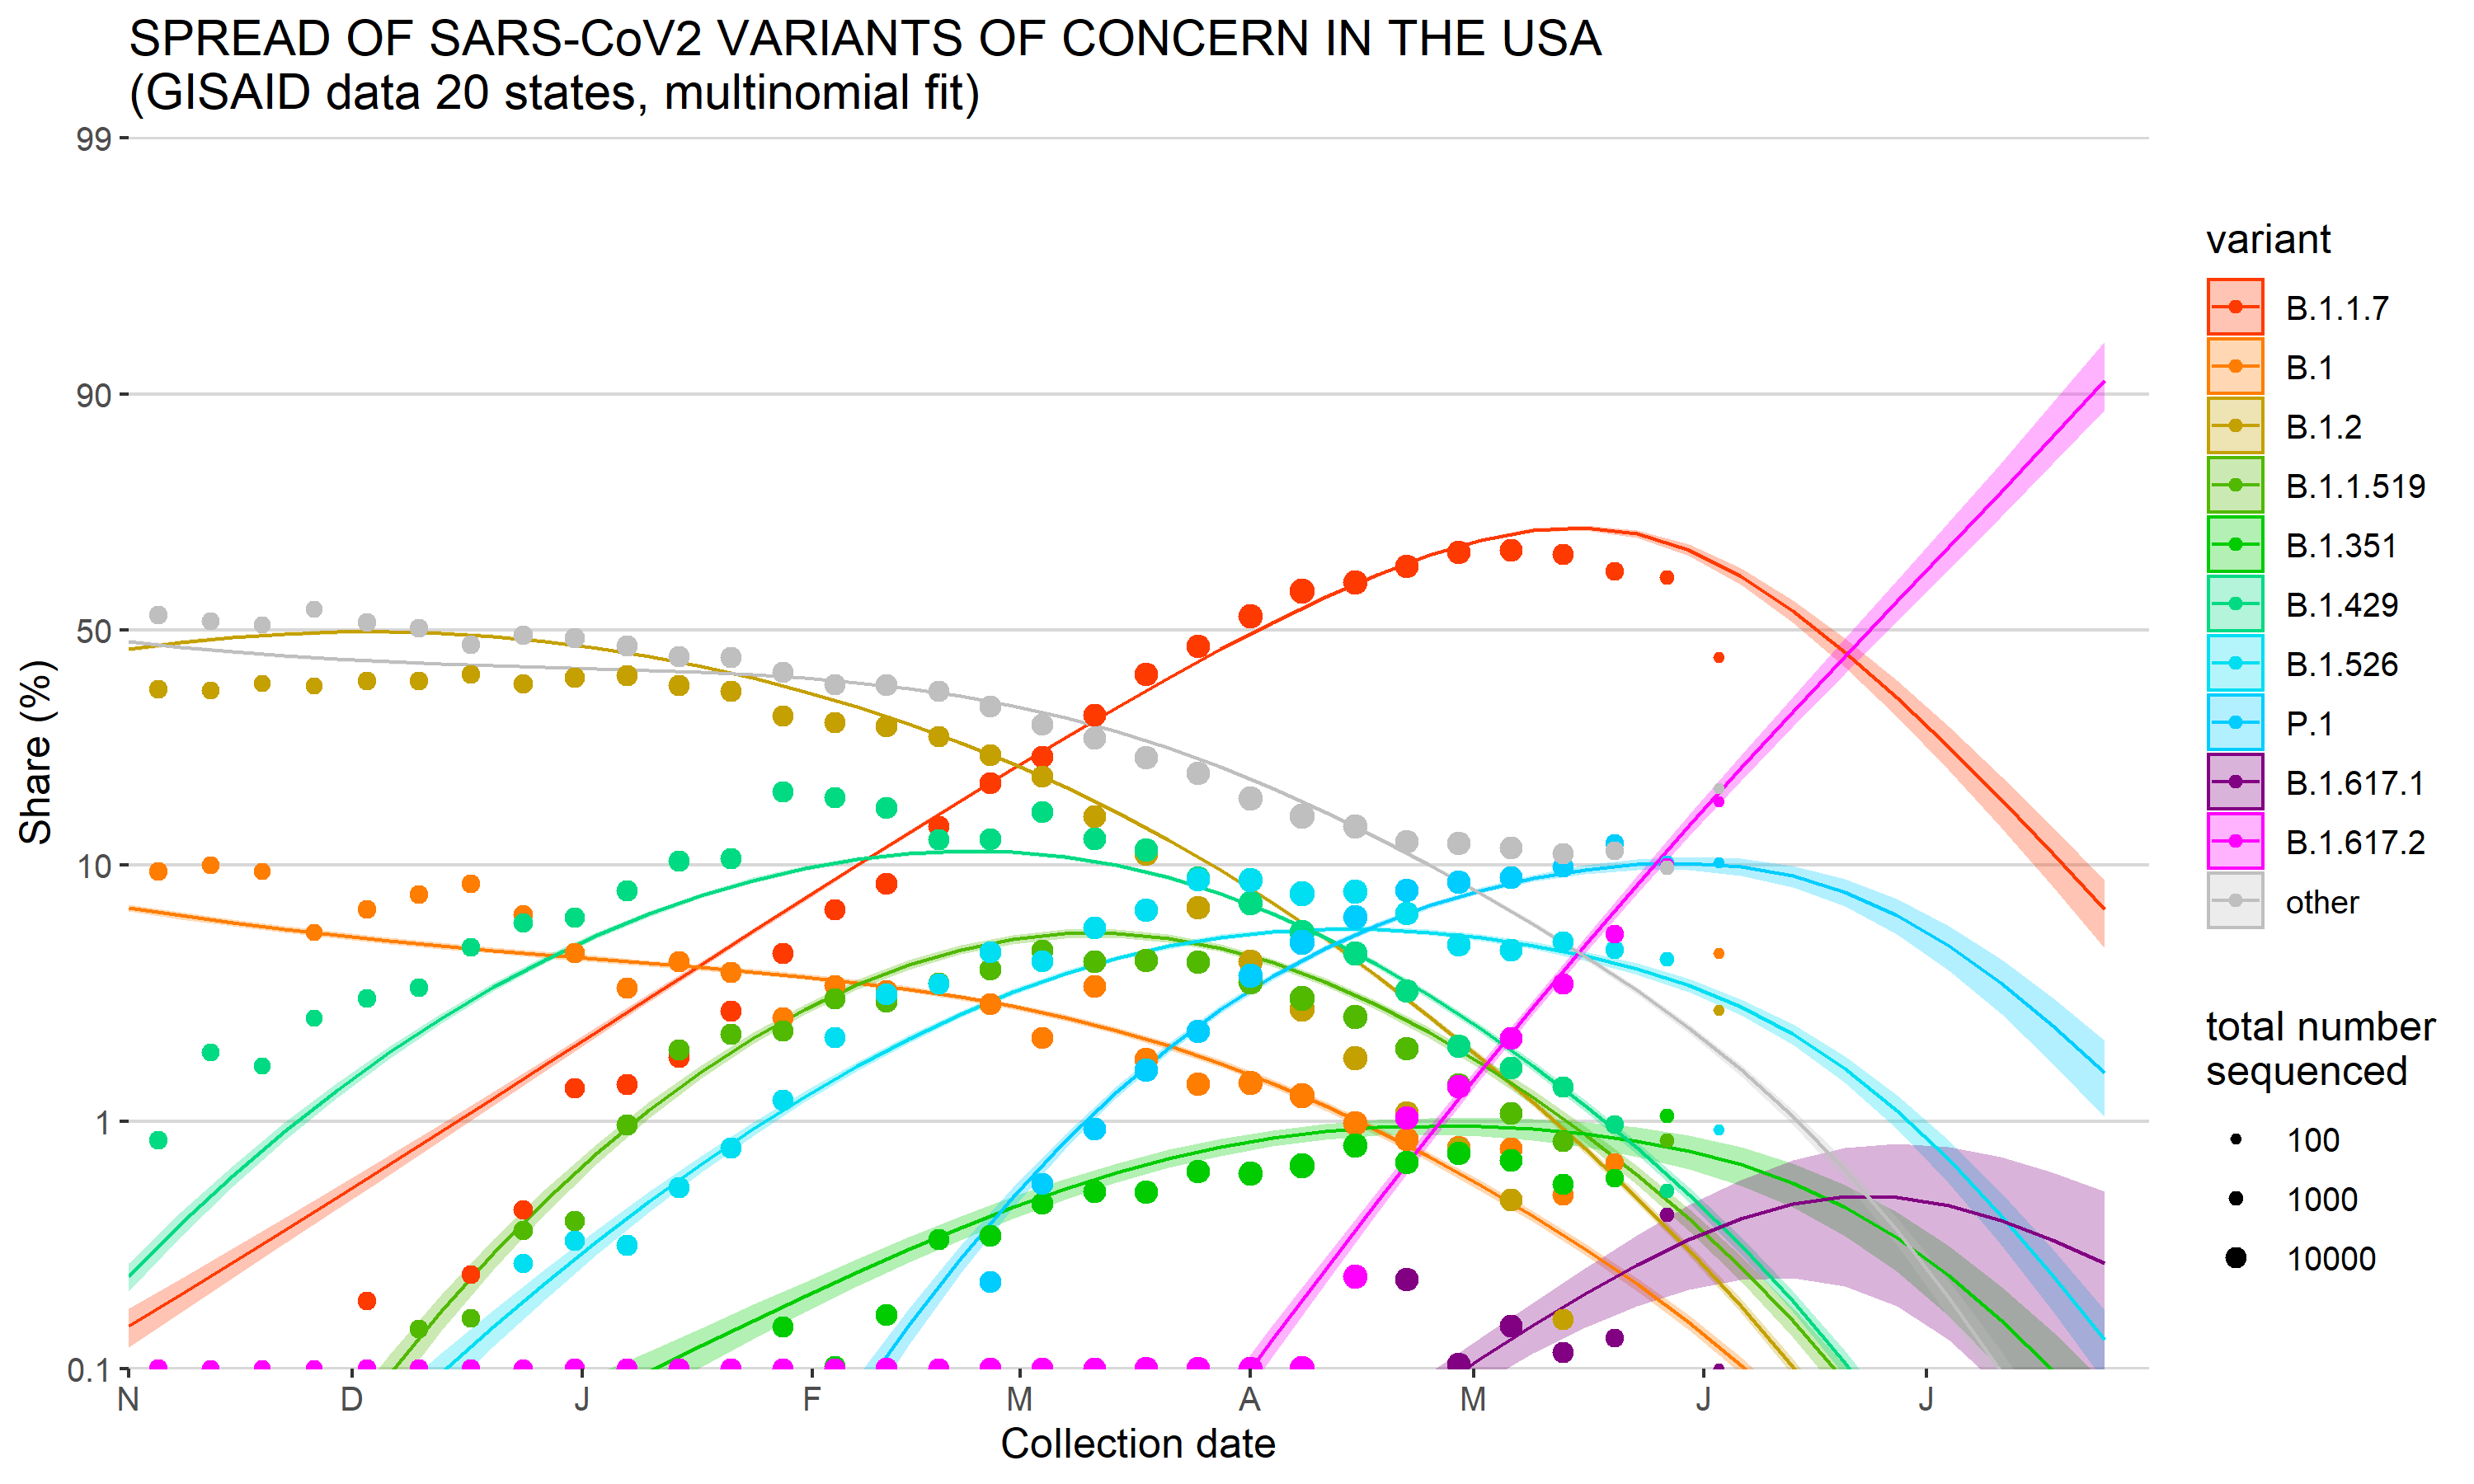 SPREAD OF SARS-CoV2 VARIANTS OF CONCERN IN THE USA
(GISAID data 20 states, multinomial fit)
99
90
50
10
1
0.1
Share (%)
N D J F M A M J J
Collection date
variant
B.1.1.7
B.1
B.1.2
B.1.1.519
B.1.351
B.1.429
B.1.526
P.1
B.1.617.1
B.1.617.2
other
total number
sequenced
100
1000
10000